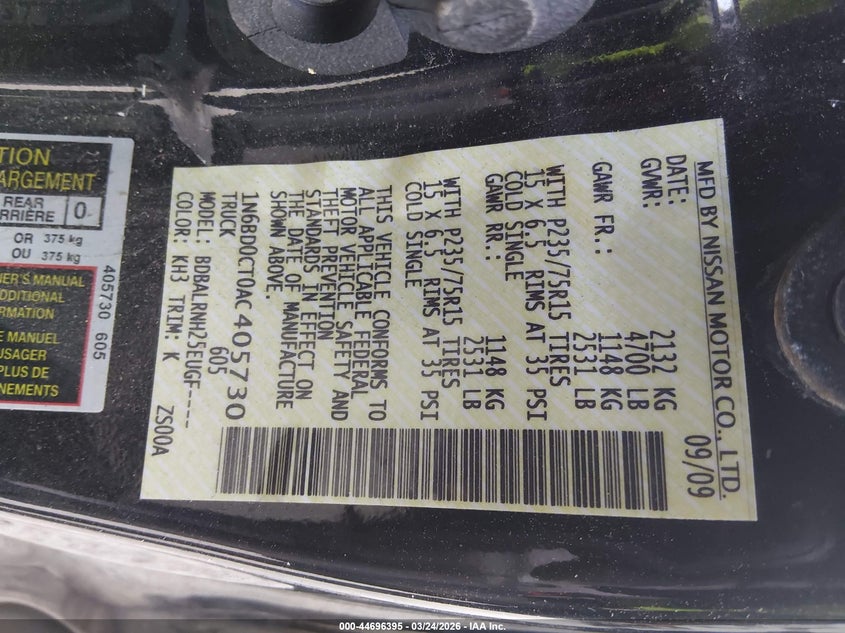 MFD BY NISSAN MOTOR CO., LTD.
DATE: 09/09
GVWR: 2132 KG
4700 LB
GAWR FR.: 1148 KG
2531 LB
WITH P235/75R15 TIRES
15 X 6.5 RIMS AT 35 PSI
COLD SINGLE
GAWR RR.: 1148 KG
2531 LB
WITH P235/75R15 TIRES
15 X 6.5 RIMS AT 35 PSI
COLD SINGLE
THIS VEHICLE CONFORMS TO
ALL APPLICABLE FEDERAL
MOTOR VEHICLE SAFETY AND
THEFT PREVENTION
STANDARDS IN EFFECT ON
THE DATE OF MANUFACTURE
SHOWN ABOVE.
1N6BD0CT0AC405730
TRUCK 605
MODEL: BDBALRNH25EUGF----
COLOR: KH3 TRIM: K ZS00A
TION
ARGEMENT
REAR
RRIÈRE 0
OR 375 kg
OU 375 kg
NER'S MANUAL
ADDITIONAL
FORMATION
E MANUEL
USAGER
PLUS DE
GNEMENTS
405730 605
000-44696395 - 03/24/2026 - IAA Inc.